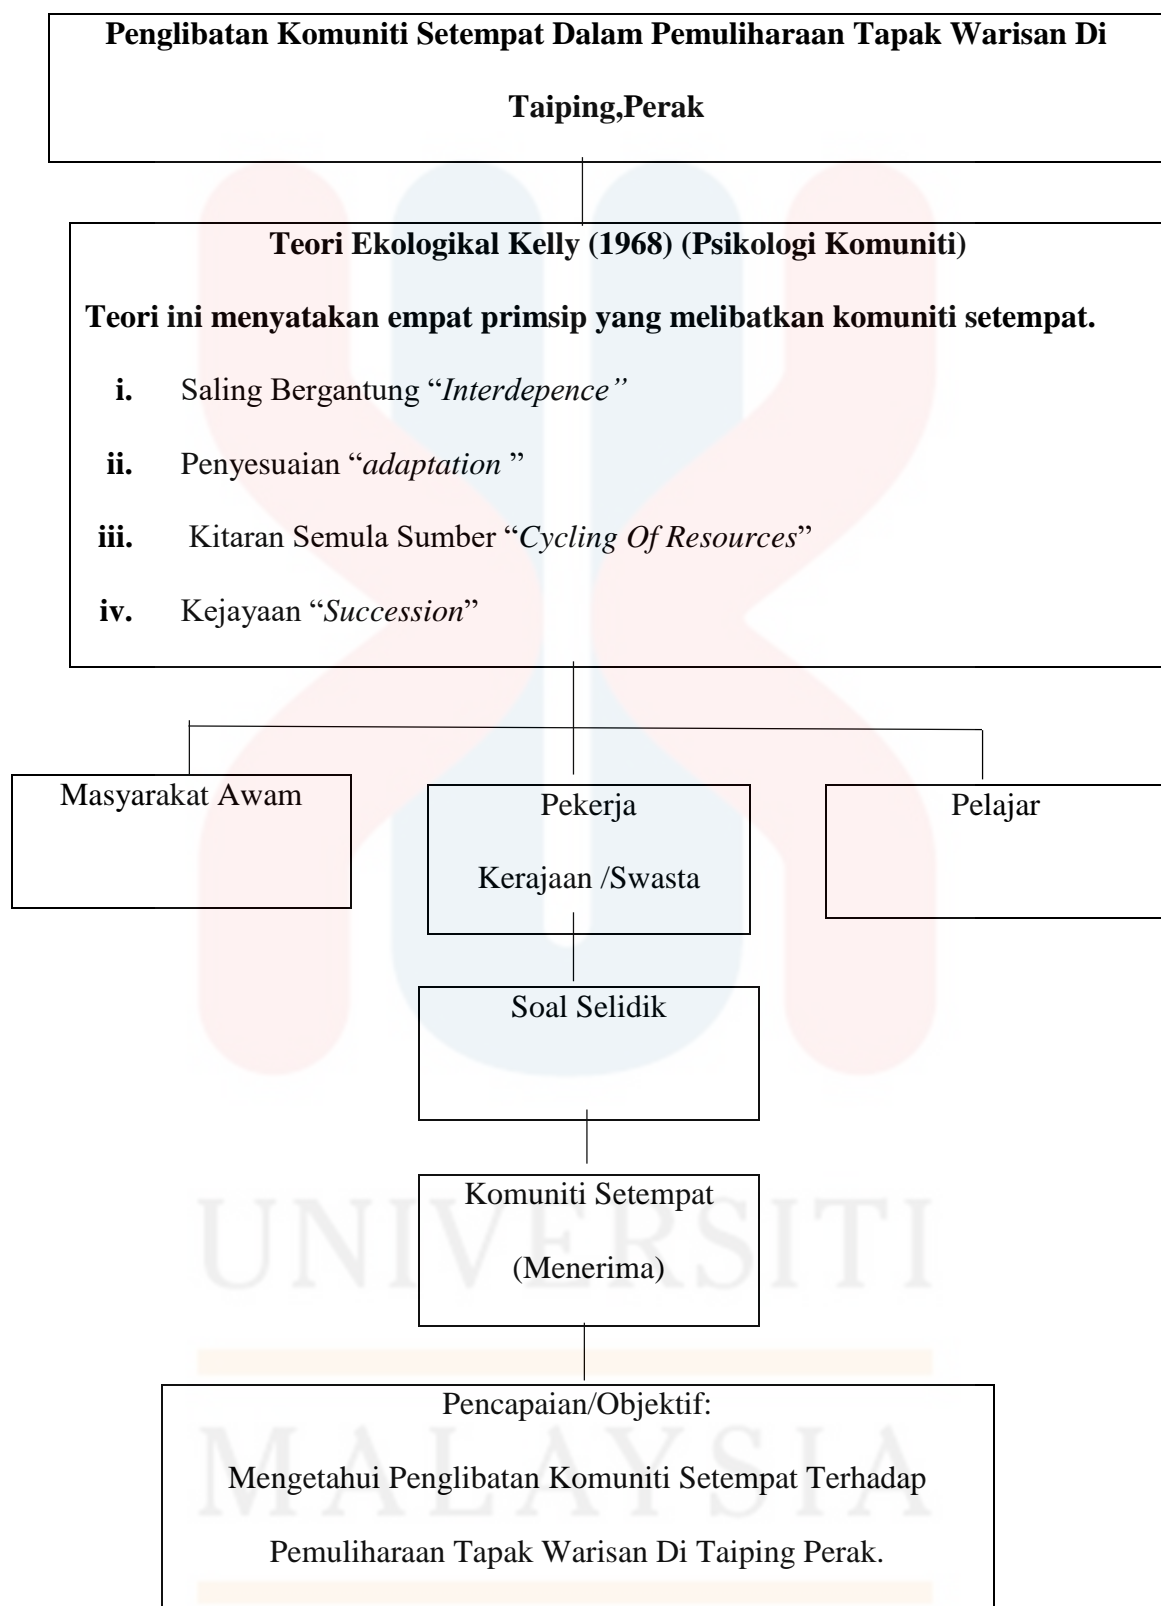 Penglibatan Komuniti Setempat Dalam Pemuliharaan Tapak Warisan Di
Taiping,Perak
Teori Ekologikal Kelly (1968) (Psikologi Komuniti)
Teori ini menyatakan empat primsip yang melibatkan komuniti setempat.
i. Saling Bergantung “Interdepence”
ii. Penyesuaian “adaptation ”
iii. Kitaran Semula Sumber “Cycling Of Resources”
iv. Kejayaan “Succession”
Masyarakat Awam
Pekerja
Kerajaan /Swasta
Pelajar
Soal Selidik
Komuniti Setempat
(Menerima)
UNIVERSITI
Pencapaian/Objektif:
Mengetahui Penglibatan Komuniti Setempat Terhadap
Pemuliharaan Tapak Warisan Di Taiping Perak.
MALAYSIA